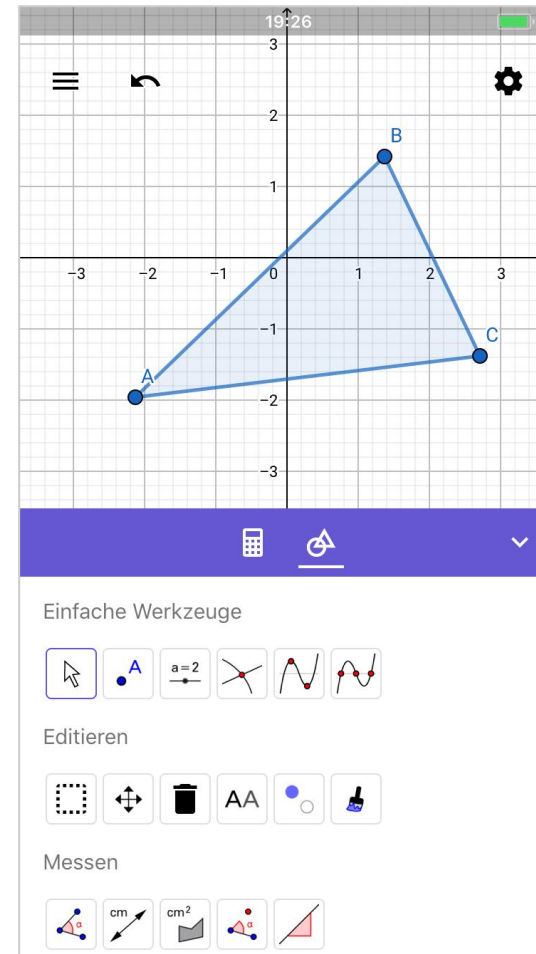 19:26
3
2
B
1
−3 −2 −1 0 1 2 3
−1
C
A
−2
−3
Einfache Werkzeuge
A
a=2
Editieren
AA
Messen
α
cm
cm²
α